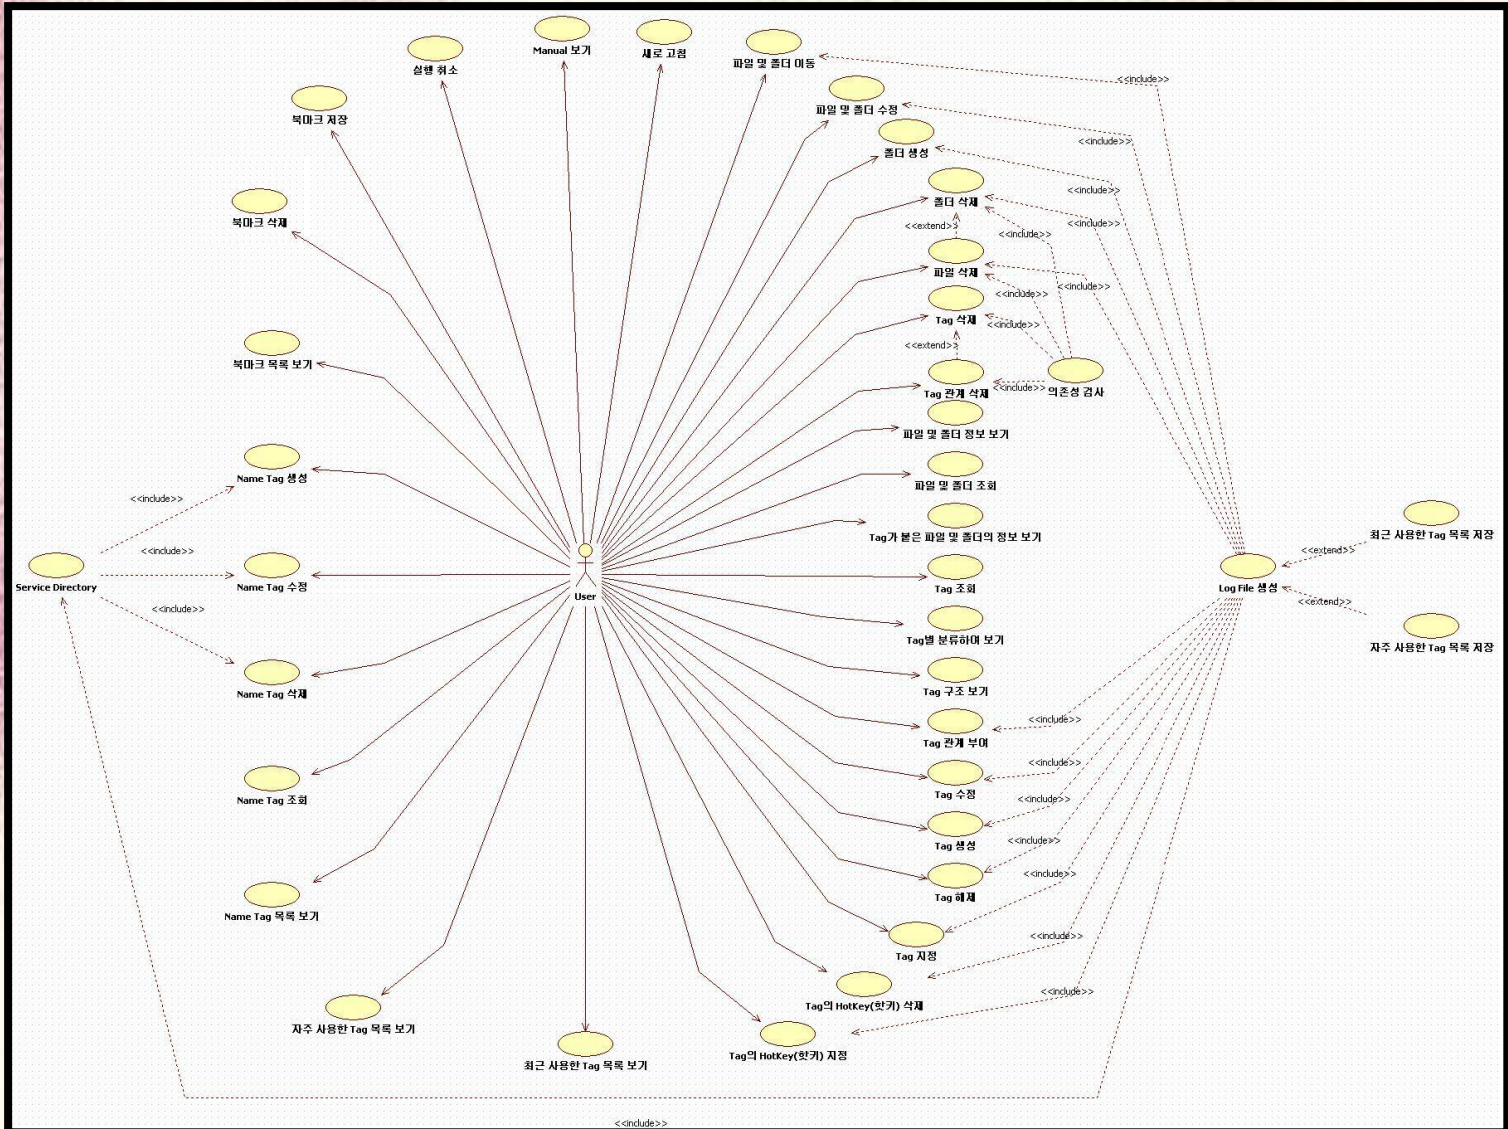 Manual 보기
새로 고침
실행 취소
파일 및 폴더 이동
<<include>>
북마크 저장
파일 및 폴더 수정
<<include>>
폴더 생성
<<include>>
폴더 삭제
북마크 삭제
<<extend>>
<<include>>
<<include>>
파일 삭제
<<include>>
<<include>>
Tag 삭제
<<include>>
<<extend>>
북마크 목록 보기
Tag 관계 삭제
<<include>>
의존성 검사
파일 및 폴더 정보 보기
Name Tag 생성
파일 및 폴더 조회
<<include>>
Tag가 붙은 파일 및 폴더의 정보 보기
최근 사용한 Tag 목록 저장
<<include>>
<<extend>>
Service Directory
Name Tag 수정
User
Tag 조회
Log File 생성
<<include>>
<<extend>>
Tag별 분류하여 보기
자주 사용한 Tag 목록 저장
Name Tag 삭제
Tag 구조 보기
<<include>>
Tag 관계 부여
<<include>>
Tag 수정
Name Tag 조회
<<include>>
Tag 생성
<<include>>
<<include>>
Tag 해제
Name Tag 목록 보기
<<include>>
Tag 지정
<<include>>
Tag의 HotKey(핫키) 삭제
자주 사용한 Tag 목록 보기
Tag의 HotKey(핫키) 지정
최근 사용한 Tag 목록 보기
<<include>>